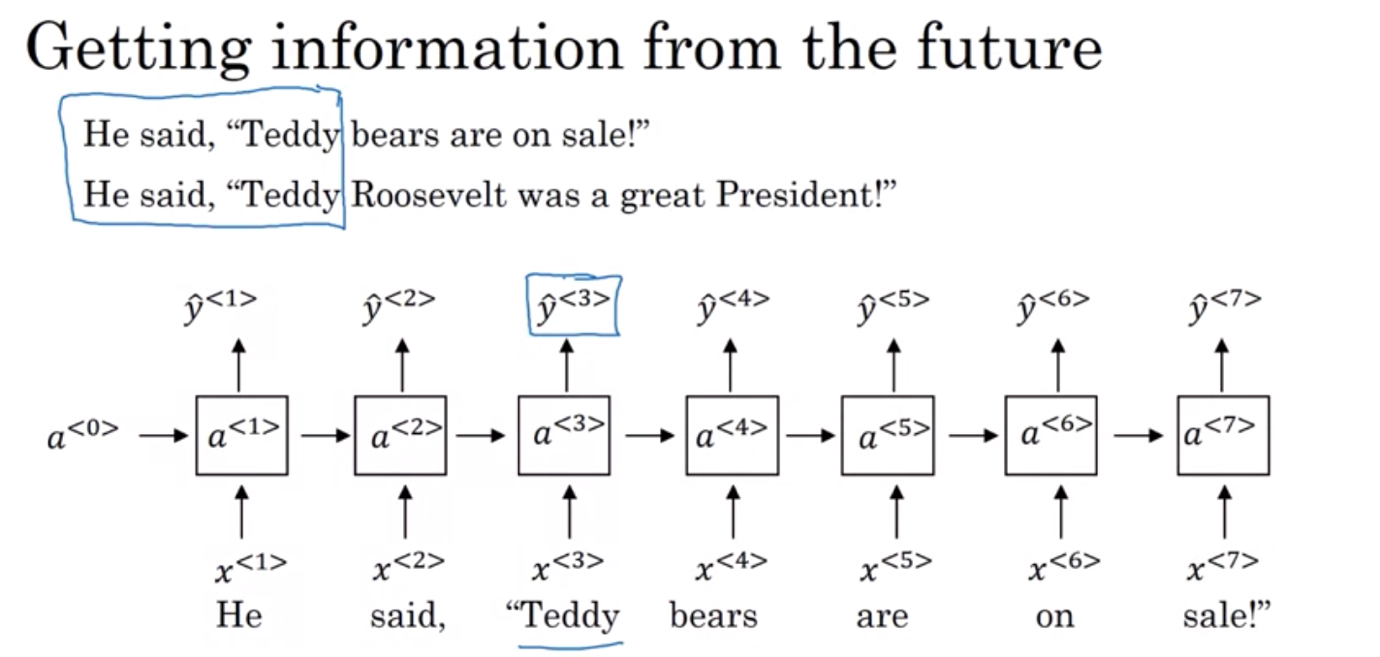 Getting information from the future
He said, “Teddy bears are on sale!”
He said, “Teddy Roosevelt was a great President!”
ŷ<1> ŷ<2> ŷ<3> ŷ<4> ŷ<5> ŷ<6> ŷ<7>
a<0> a<1> a<2> a<3> a<4> a<5> a<6> a<7>
x<1> x<2> x<3> x<4> x<5> x<6> x<7>
He said, “Teddy bears are on sale!”